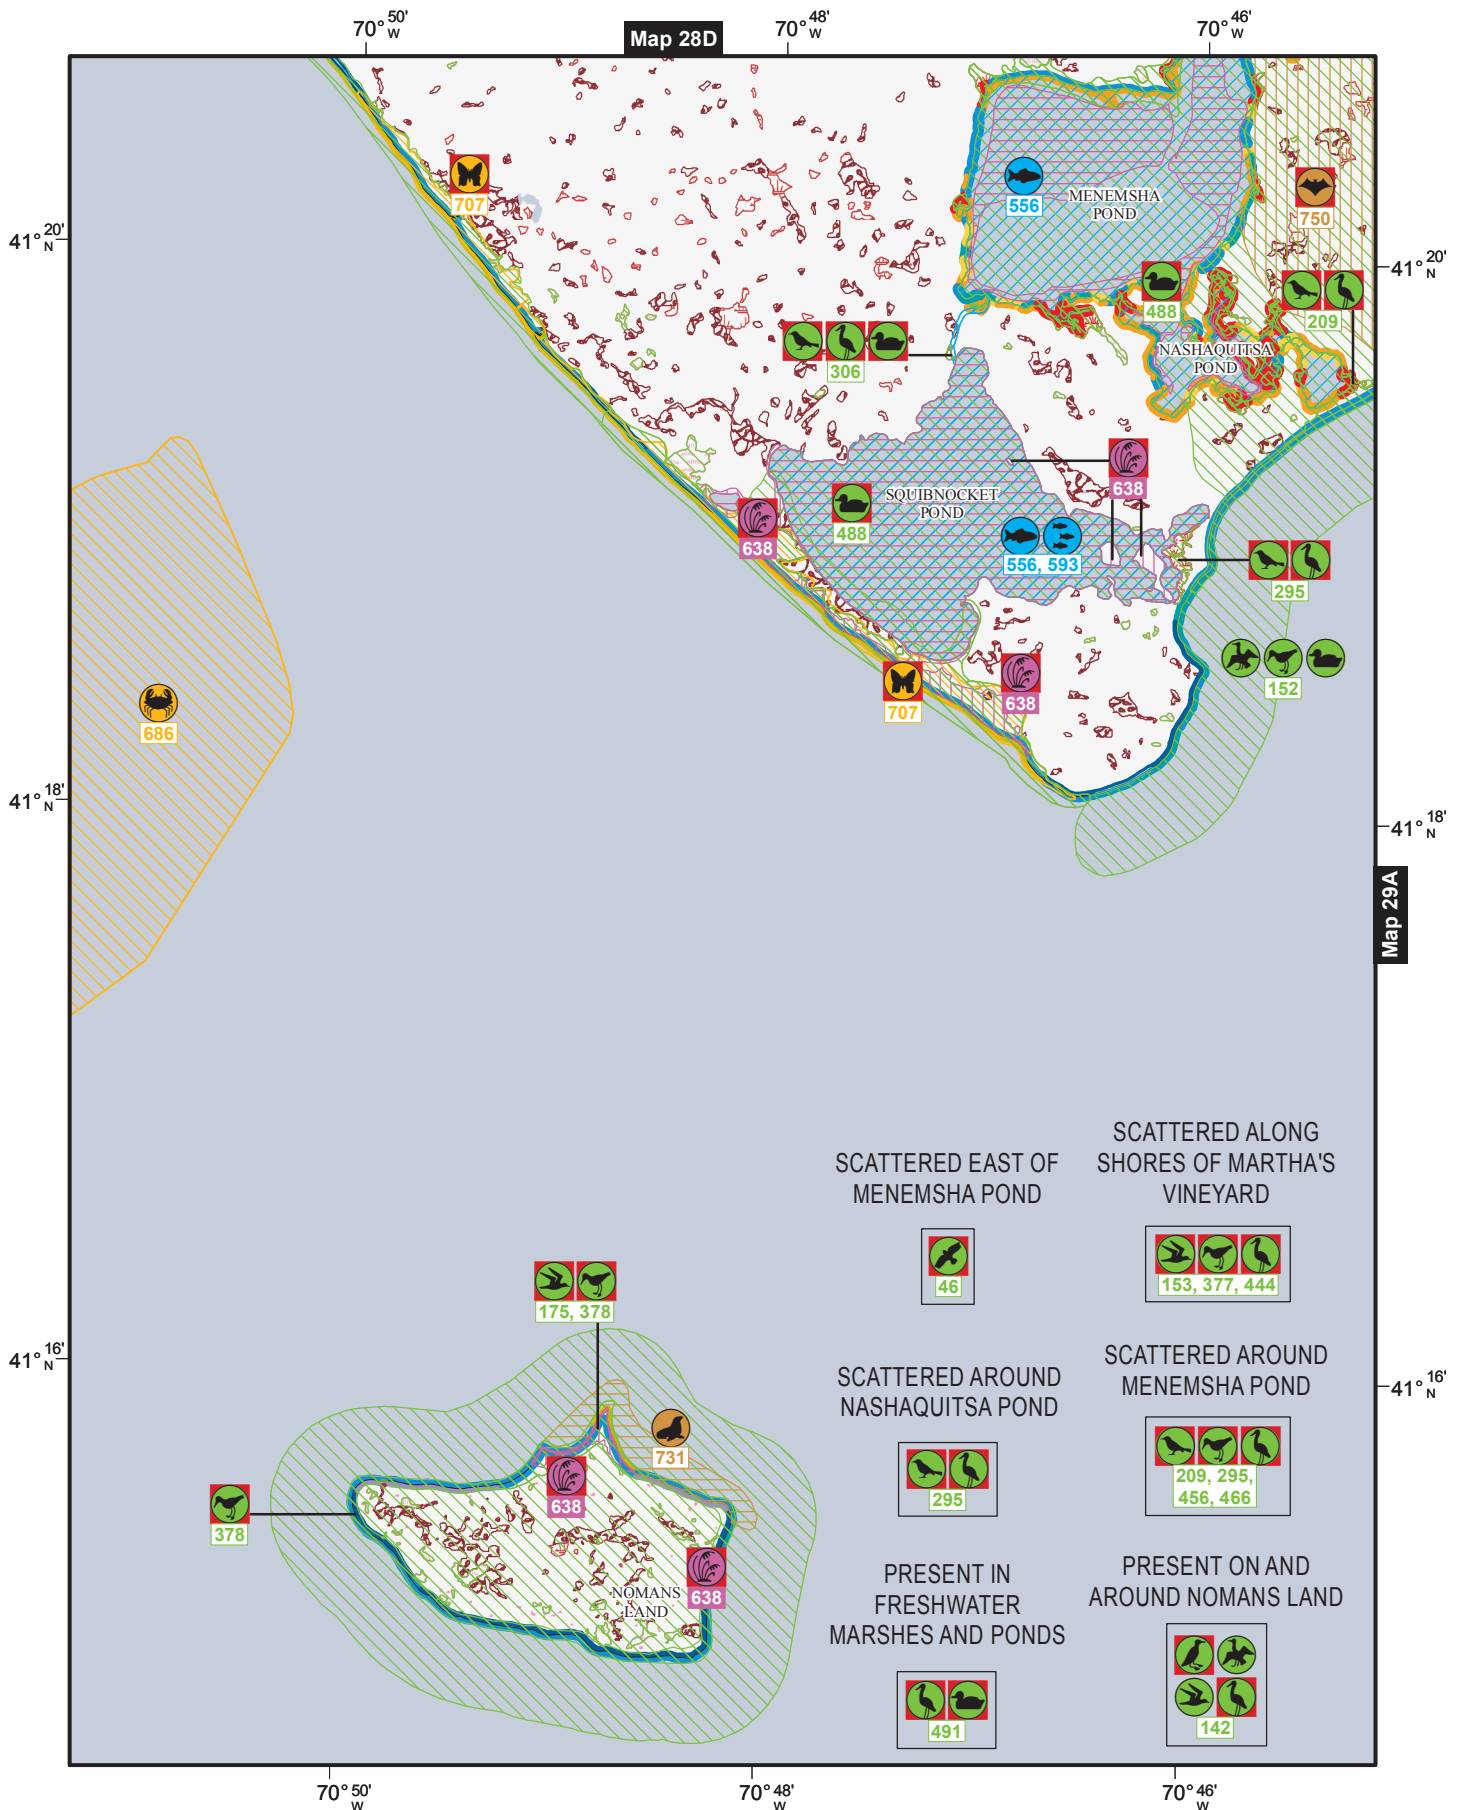 70° 50' W
Map 28D
70° 48' W
70° 46' W
41° 20' N
707
556
MENEMSHA
POND
750
41° 20' N
488
209
306
NASHAQUITSA
POND
638
SQUIBNOCKET
POND
488
638
556, 593
295
152
686
707
638
41° 18' N
41° 18' N
Map 29A
SCATTERED EAST OF
MENEMSHA POND
46
SCATTERED ALONG
SHORES OF MARTHA'S
VINEYARD
153, 377, 444
175, 378
41° 16' N
41° 16' N
SCATTERED AROUND
NASHAQUITSA POND
295
SCATTERED AROUND
MENEMSHA POND
209, 295,
456, 466
731
638
378
638
NOMANS
LAND
PRESENT IN
FRESHWATER
MARSHES AND PONDS
491
PRESENT ON AND
AROUND NOMANS LAND
142
70° 50' W
70° 48' W
70° 46' W